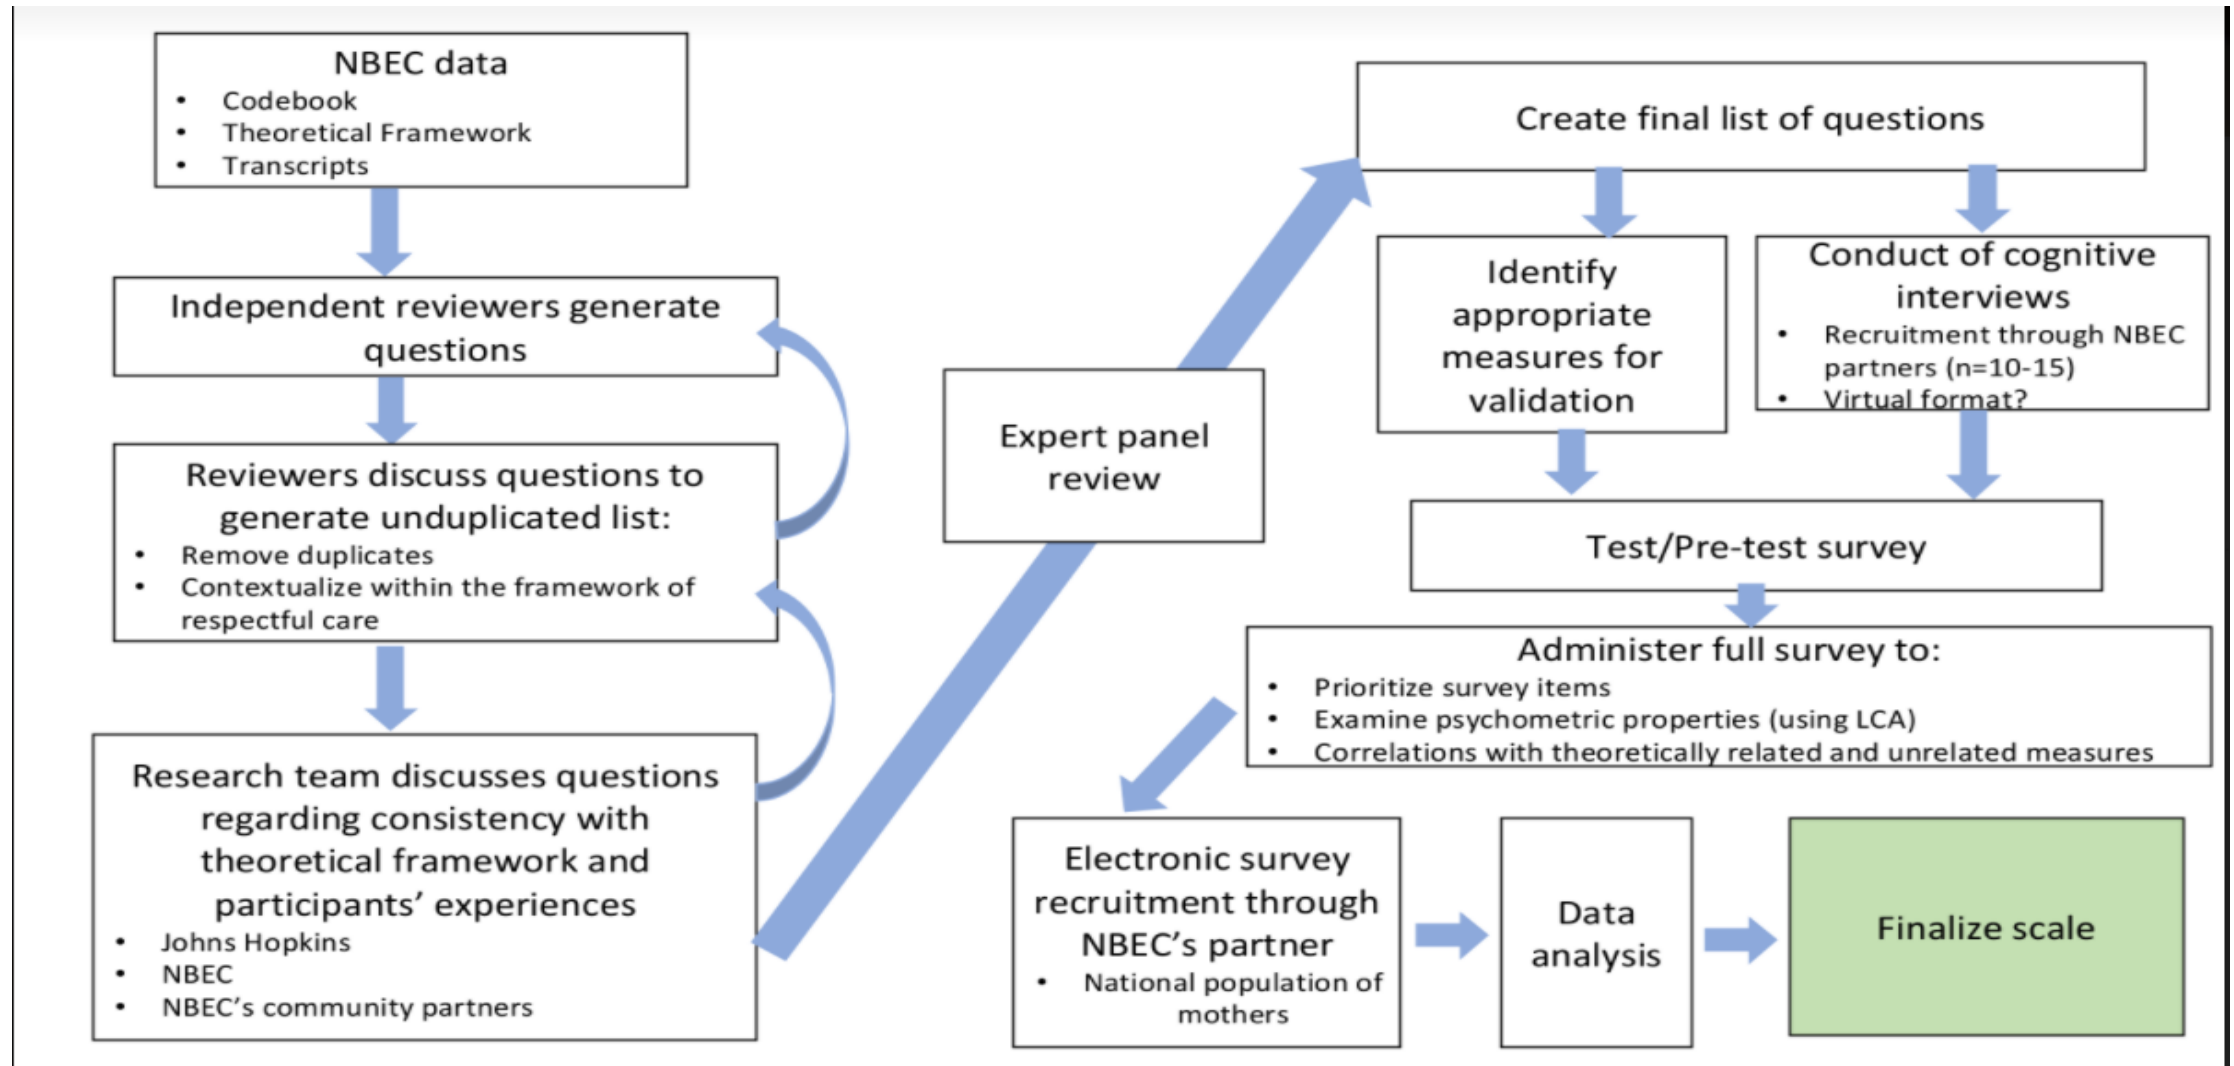 NBEC data
• Codebook
• Theoretical Framework
• Transcripts
Independent reviewers generate
questions
Reviewers discuss questions to
generate unduplicated list:
• Remove duplicates
• Contextualize within the framework of
respectful care
Research team discusses questions
regarding consistency with
theoretical framework and
participants’ experiences
• Johns Hopkins
• NBEC
• NBEC’s community partners
Expert panel
review
Create final list of questions
Identify
appropriate
measures for
validation
Conduct of cognitive
interviews
• Recruitment through NBEC
partners (n=10-15)
• Virtual format?
Test/Pre-test survey
Administer full survey to:
• Prioritize survey items
• Examine psychometric properties (using LCA)
• Correlations with theoretically related and unrelated measures
Electronic survey
recruitment through
NBEC’s partner
• National population of
mothers
Data
analysis
Finalize scale